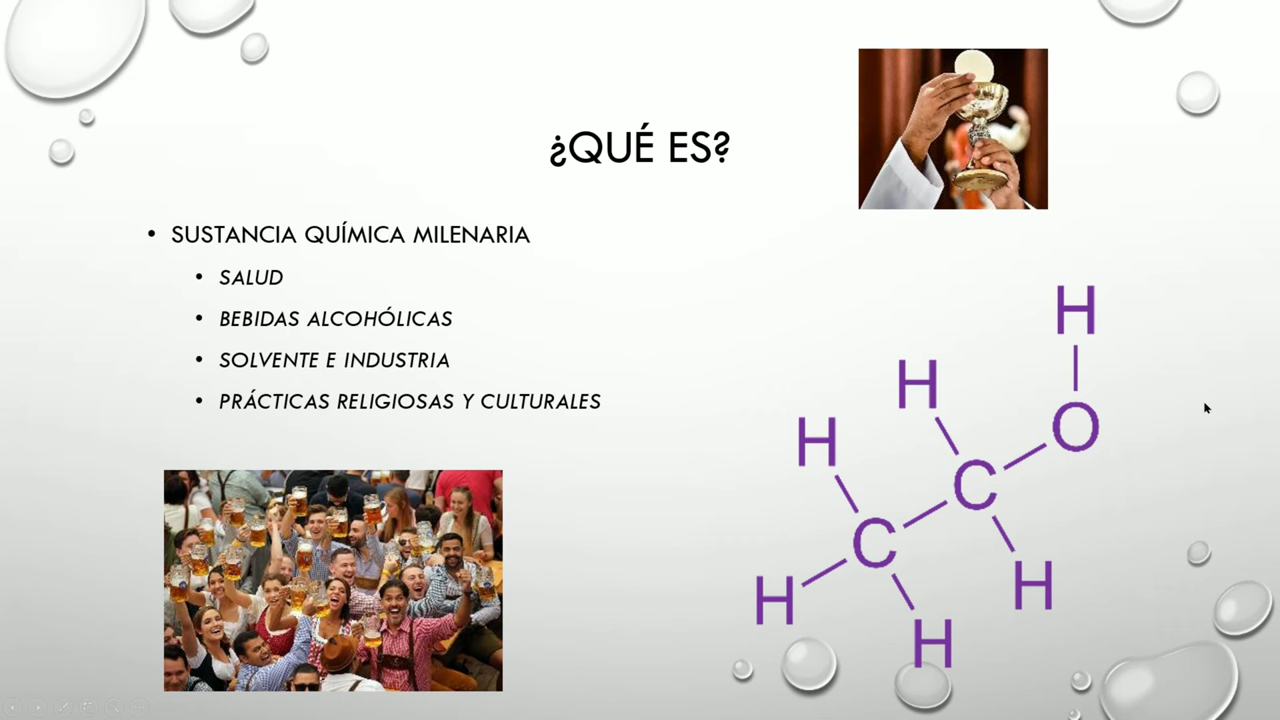 ¿QUÉ ES?
• SUSTANCIA QUÍMICA MILENARIA
• SALUD
• BEBIDAS ALCOHÓLICAS
• SOLVENTE E INDUSTRIA
• PRÁCTICAS RELIGIOSAS Y CULTURALES
H
H
H
O
C
C
H
H
H